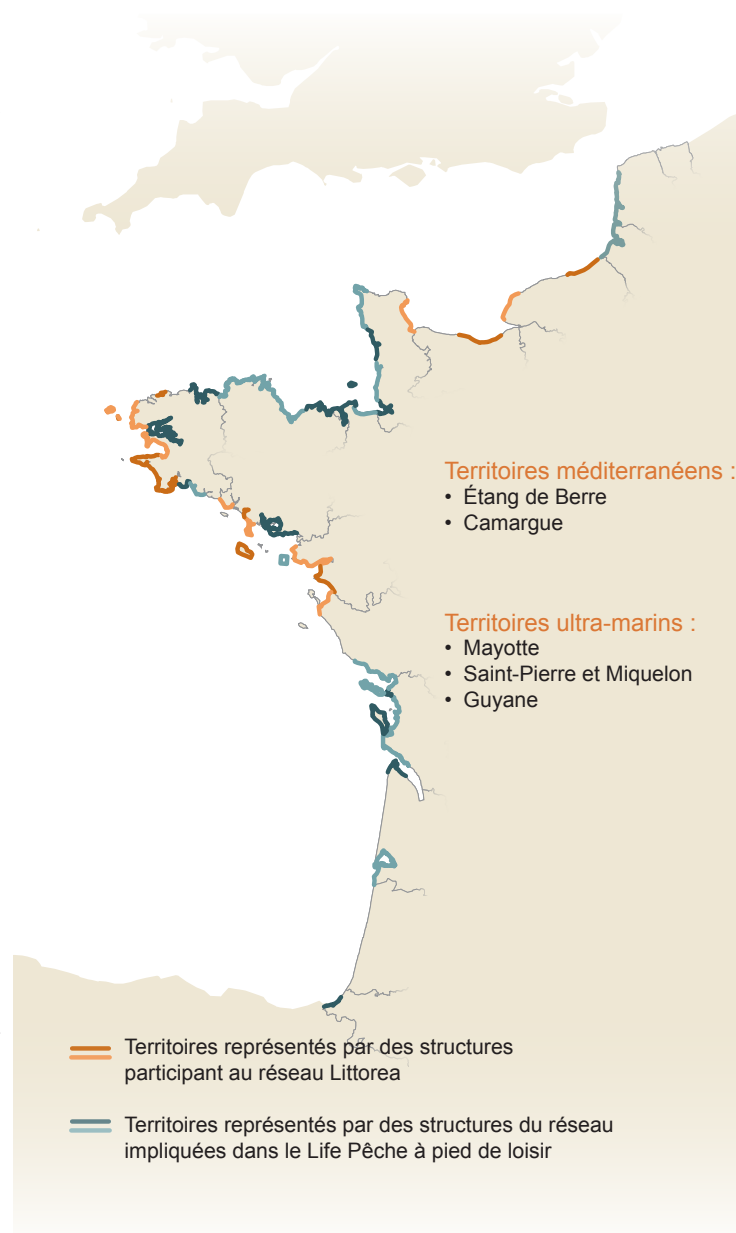 Territoires méditerranéens :
• Étang de Berre
• Camargue
Territoires ultra-marins :
• Mayotte
• Saint-Pierre et Miquelon
• Guyane
Territoires représentés par des structures
participant au réseau Littorea
Territoires représentés par des structures du réseau
impliquées dans le Life Pêche à pied de loisir